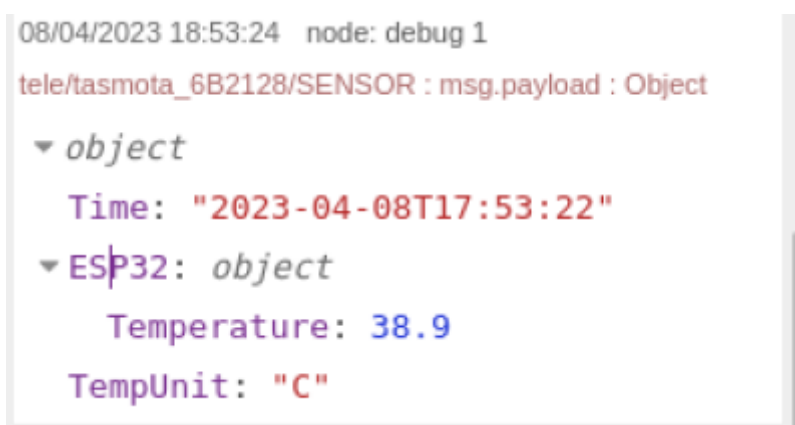 08/04/2023 18:53:24 node: debug 1
tele/tasmota_6B2128/SENSOR : msg.payload : Object
object
Time: "2023-04-08T17:53:22"
ESP32: object
Temperature: 38.9
TempUnit: "C"